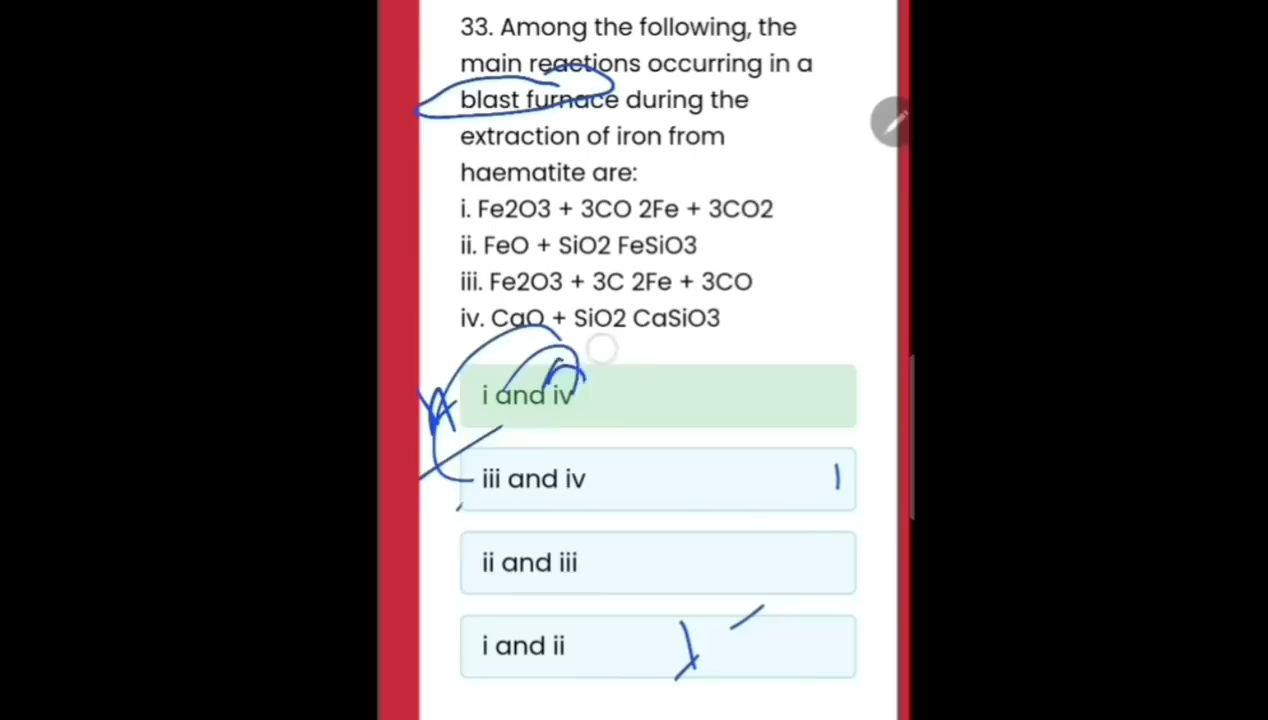 33. Among the following, the
main reactions occurring in a
blast furnace during the
extraction of iron from
haematite are:
i. Fe2O3 + 3CO 2Fe + 3CO2
ii. FeO + SiO2 FeSiO3
iii. Fe2O3 + 3C 2Fe + 3CO
iv. CaO + SiO2 CaSiO3
i and iv
iii and iv
ii and iii
i and ii